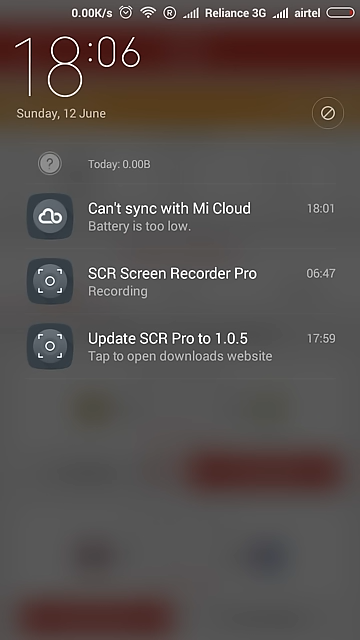 0.00K/s R Reliance 3G airtel
18:06
Sunday, 12 June
? Today: 0.00B
Can't sync with Mi Cloud 18:01
Battery is too low.
SCR Screen Recorder Pro 06:47
Recording
Update SCR Pro to 1.0.5 17:59
Tap to open downloads website